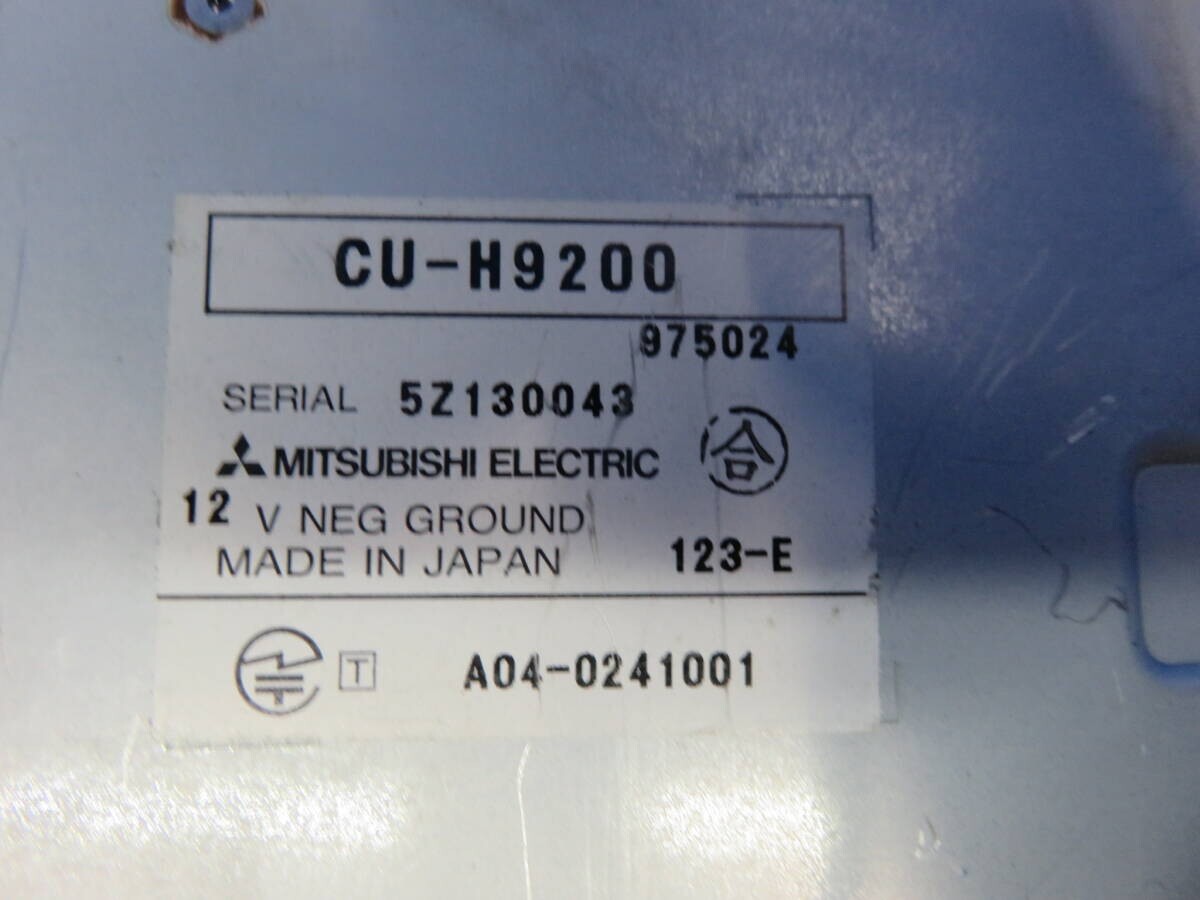 CU-H9200
975024
SERIAL 5Z130043
MITSUBISHI ELECTRIC 合
12 V NEG GROUND
MADE IN JAPAN 123-E
T A04-0241001